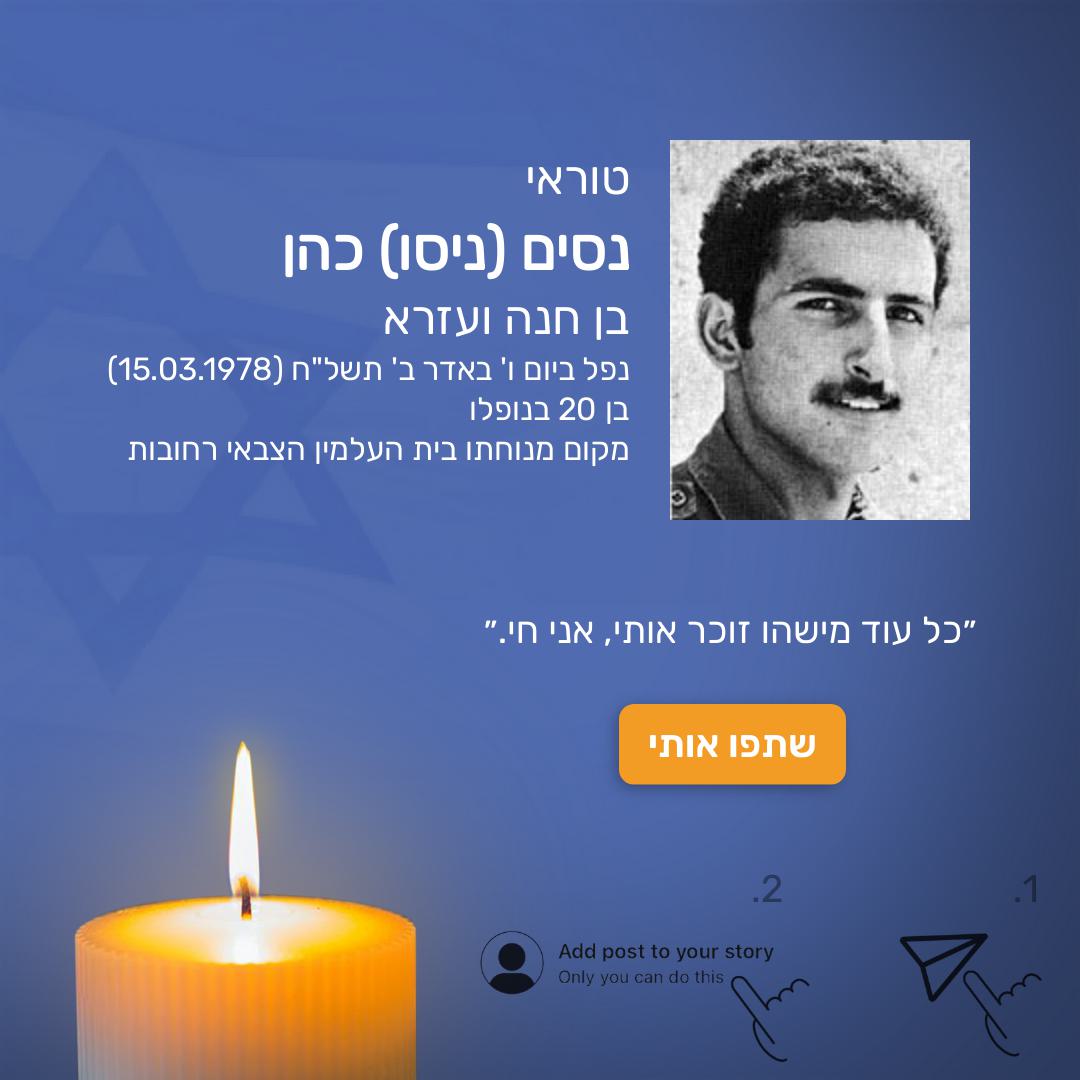 טוראי
נסים (ניסו) כהן
בן חנה ועזרא
נפל ביום ו' באדר ב' תשל"ח (15.03.1978)
בן 20 בנופלו
מקום מנוחתו בית העלמין הצבאי רחובות
״כל עוד מישהו זוכר אותי, אני חי.״
שתפו אותי
1.
2.
Add post to your story
Only you can do this